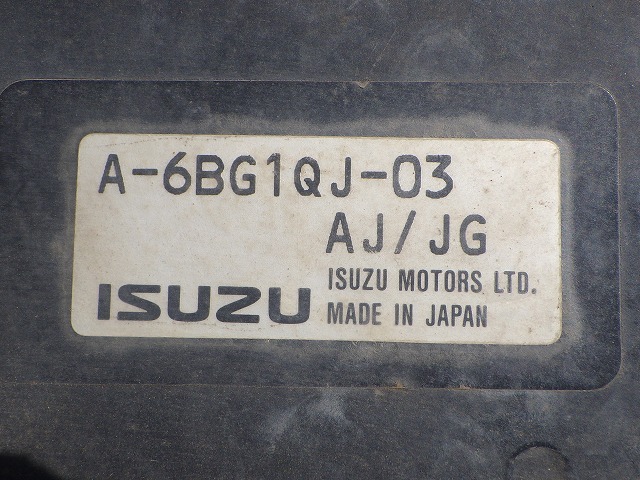 A-6BG1QJ-03
AJ/JG
ISUZU MOTORS LTD.
ISUZU MADE IN JAPAN